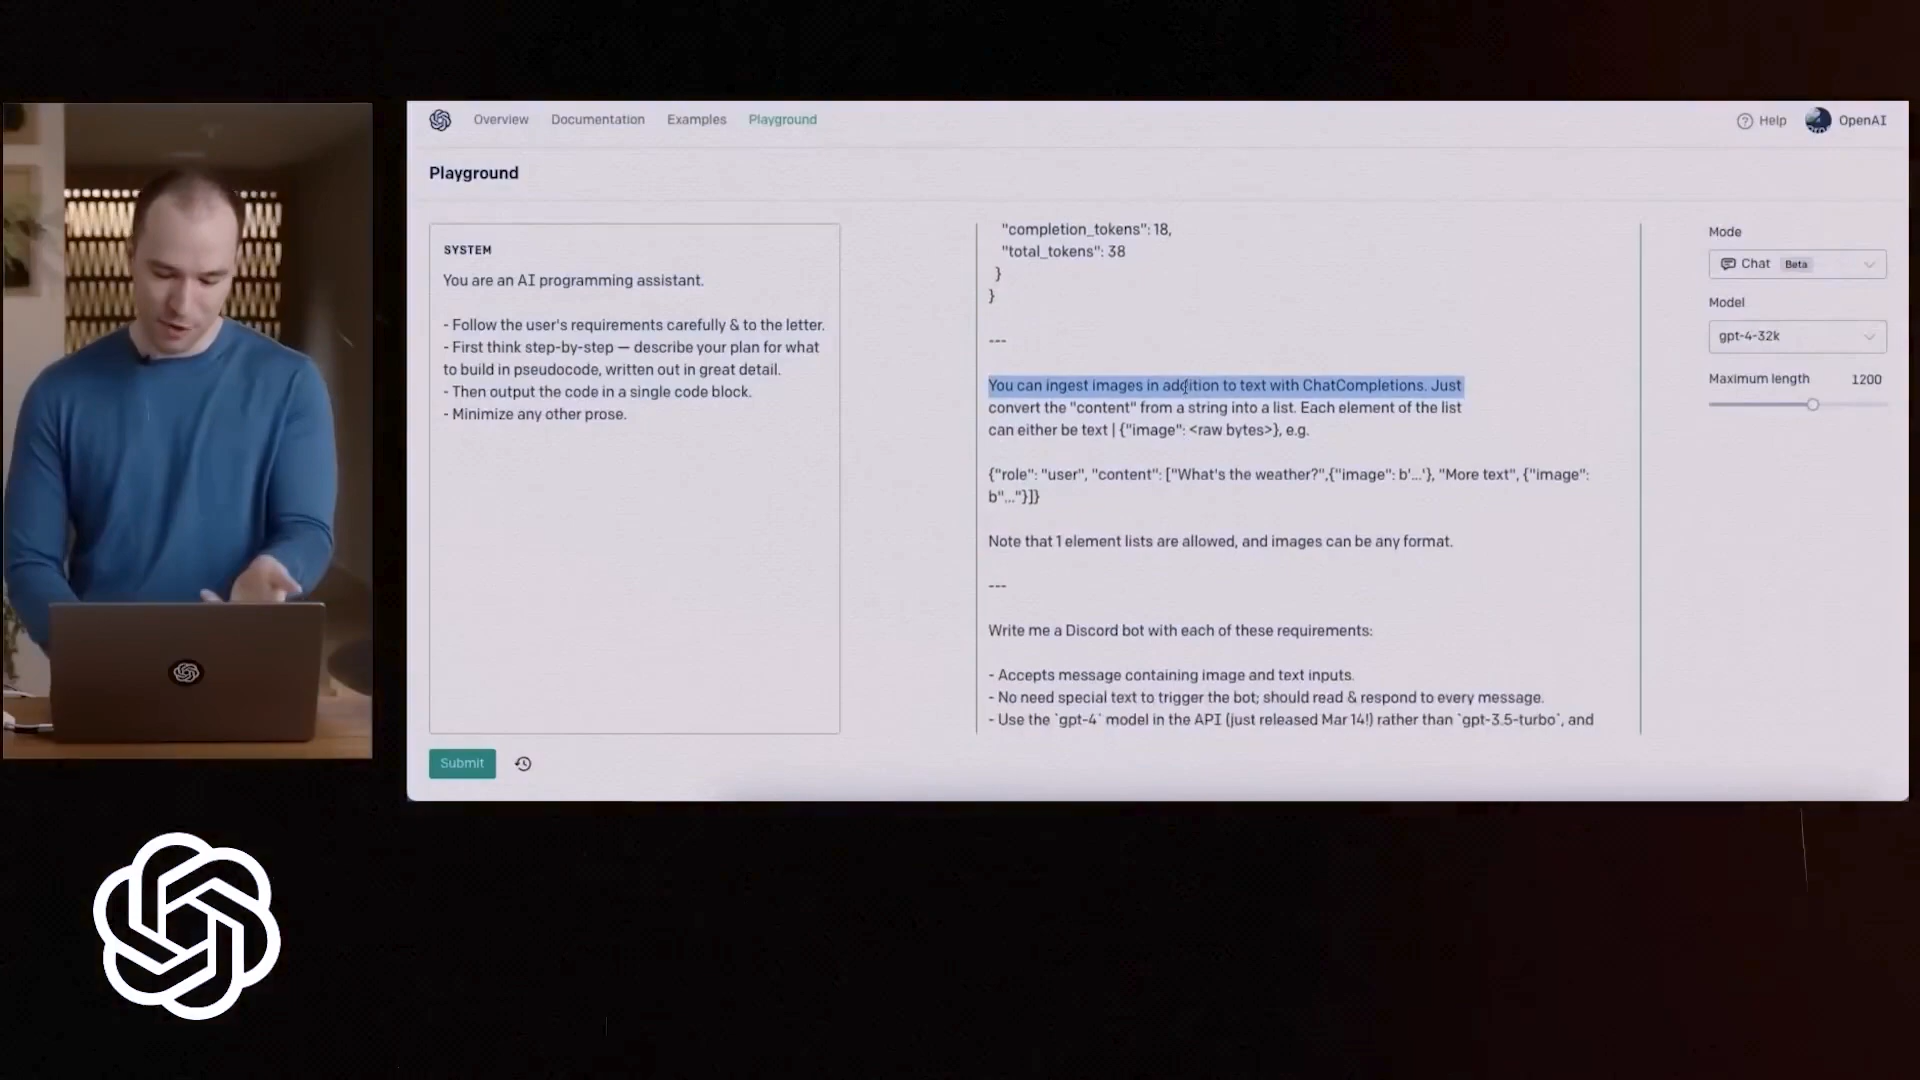 Overview Documentation Examples Playground
Help OpenAI
Playground
SYSTEM
You are an AI programming assistant.
- Follow the user's requirements carefully & to the letter.
- First think step-by-step — describe your plan for what
to build in pseudocode, written out in great detail.
- Then output the code in a single code block.
- Minimize any other prose.
"completion_tokens": 18,
"total_tokens": 38
}
}
---
You can ingest images in addition to text with ChatCompletions. Just
convert the "content" from a string into a list. Each element of the list
can either be text | {"image": <raw bytes>}, e.g.
{"role": "user", "content": ["What's the weather?",{"image": b'...'}, "More text", {"image":
b"..."}]}
Note that 1 element lists are allowed, and images can be any format.
---
Write me a Discord bot with each of these requirements:
- Accepts message containing image and text inputs.
- No need special text to trigger the bot; should read & respond to every message.
- Use the `gpt-4` model in the API (just released Mar 14!) rather than `gpt-3.5-turbo`, and
Mode
Chat Beta
Model
gpt-4-32k
Maximum length 1200
Submit